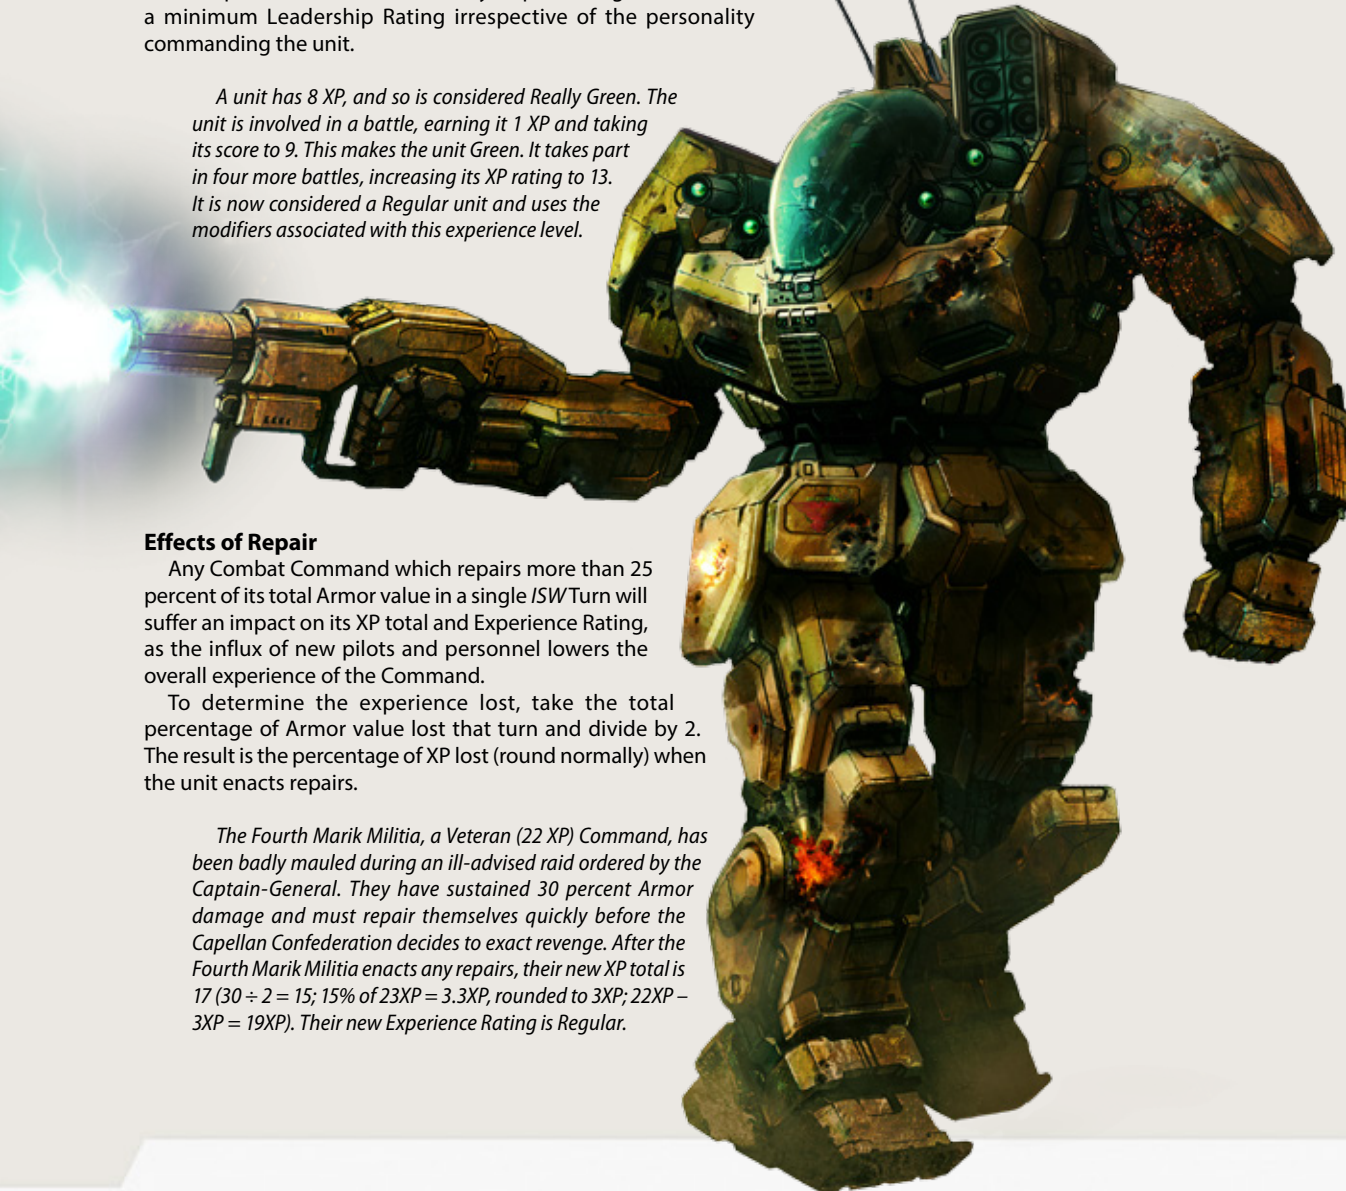 a minimum Leadership Rating irrespective of the personality
commanding the unit.
A unit has 8 XP, and so is considered Really Green. The
unit is involved in a battle, earning it 1 XP and taking
its score to 9. This makes the unit Green. It takes part
in four more battles, increasing its XP rating to 13.
It is now considered a Regular unit and uses the
modifiers associated with this experience level.
Effects of Repair
Any Combat Command which repairs more than 25
percent of its total Armor value in a single ISW Turn will
suffer an impact on its XP total and Experience Rating,
as the influx of new pilots and personnel lowers the
overall experience of the Command.
To determine the experience lost, take the total
percentage of Armor value lost that turn and divide by 2.
The result is the percentage of XP lost (round normally) when
the unit enacts repairs.
The Fourth Marik Militia, a Veteran (22 XP) Command, has
been badly mauled during an ill-advised raid ordered by the
Captain-General. They have sustained 30 percent Armor
damage and must repair themselves quickly before the
Capellan Confederation decides to exact revenge. After the
Fourth Marik Militia enacts any repairs, their new XP total is
17 (30 ÷ 2 = 15; 15% of 23XP = 3.3XP, rounded to 3XP; 22XP –
3XP = 19XP). Their new Experience Rating is Regular.